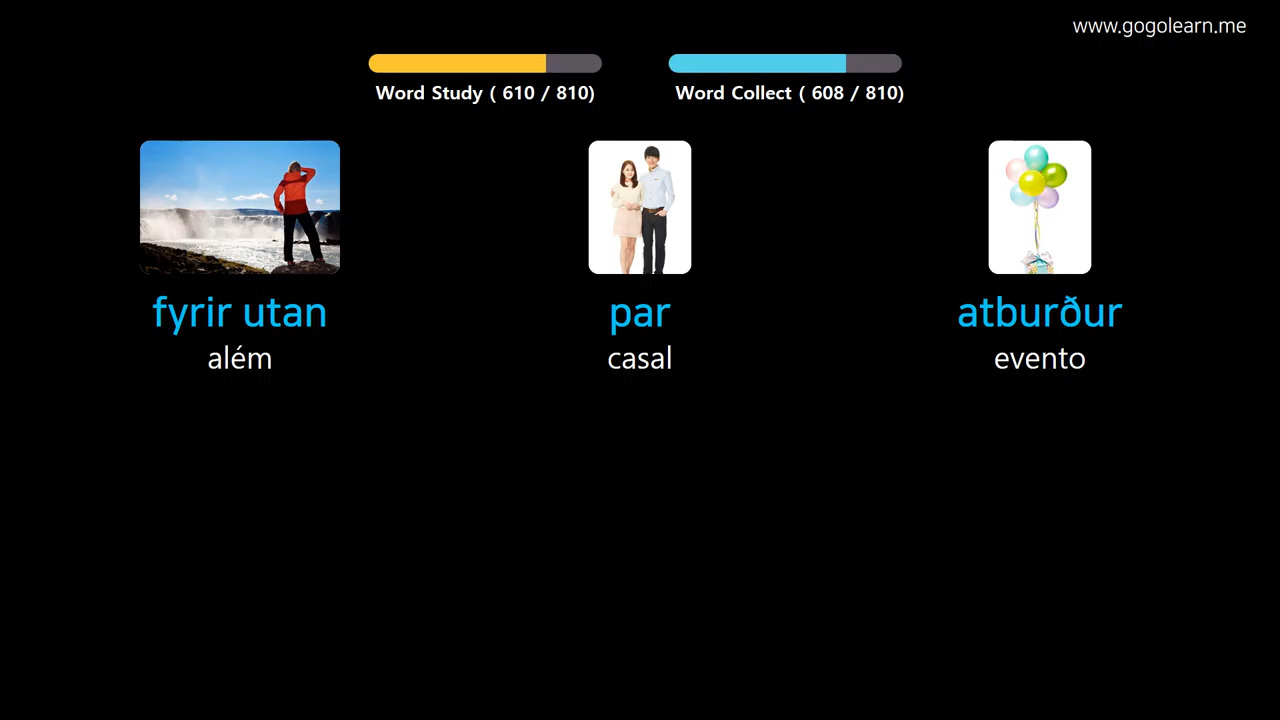 www.gogolearn.me
Word Study ( 610 / 810)
Word Collect ( 608 / 810)
fyrir utan
além
par
casal
atburður
evento